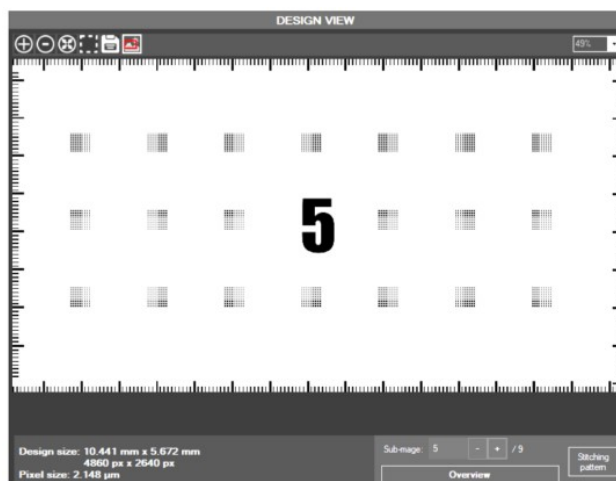 DESIGN VIEW
49%
5
Design size: 10.441 mm x 5.672 mm
4860 px x 2640 px
Pixel size: 2.148 µm
Sub-image: 5 - + / 9
Overview
Stitching
pattern